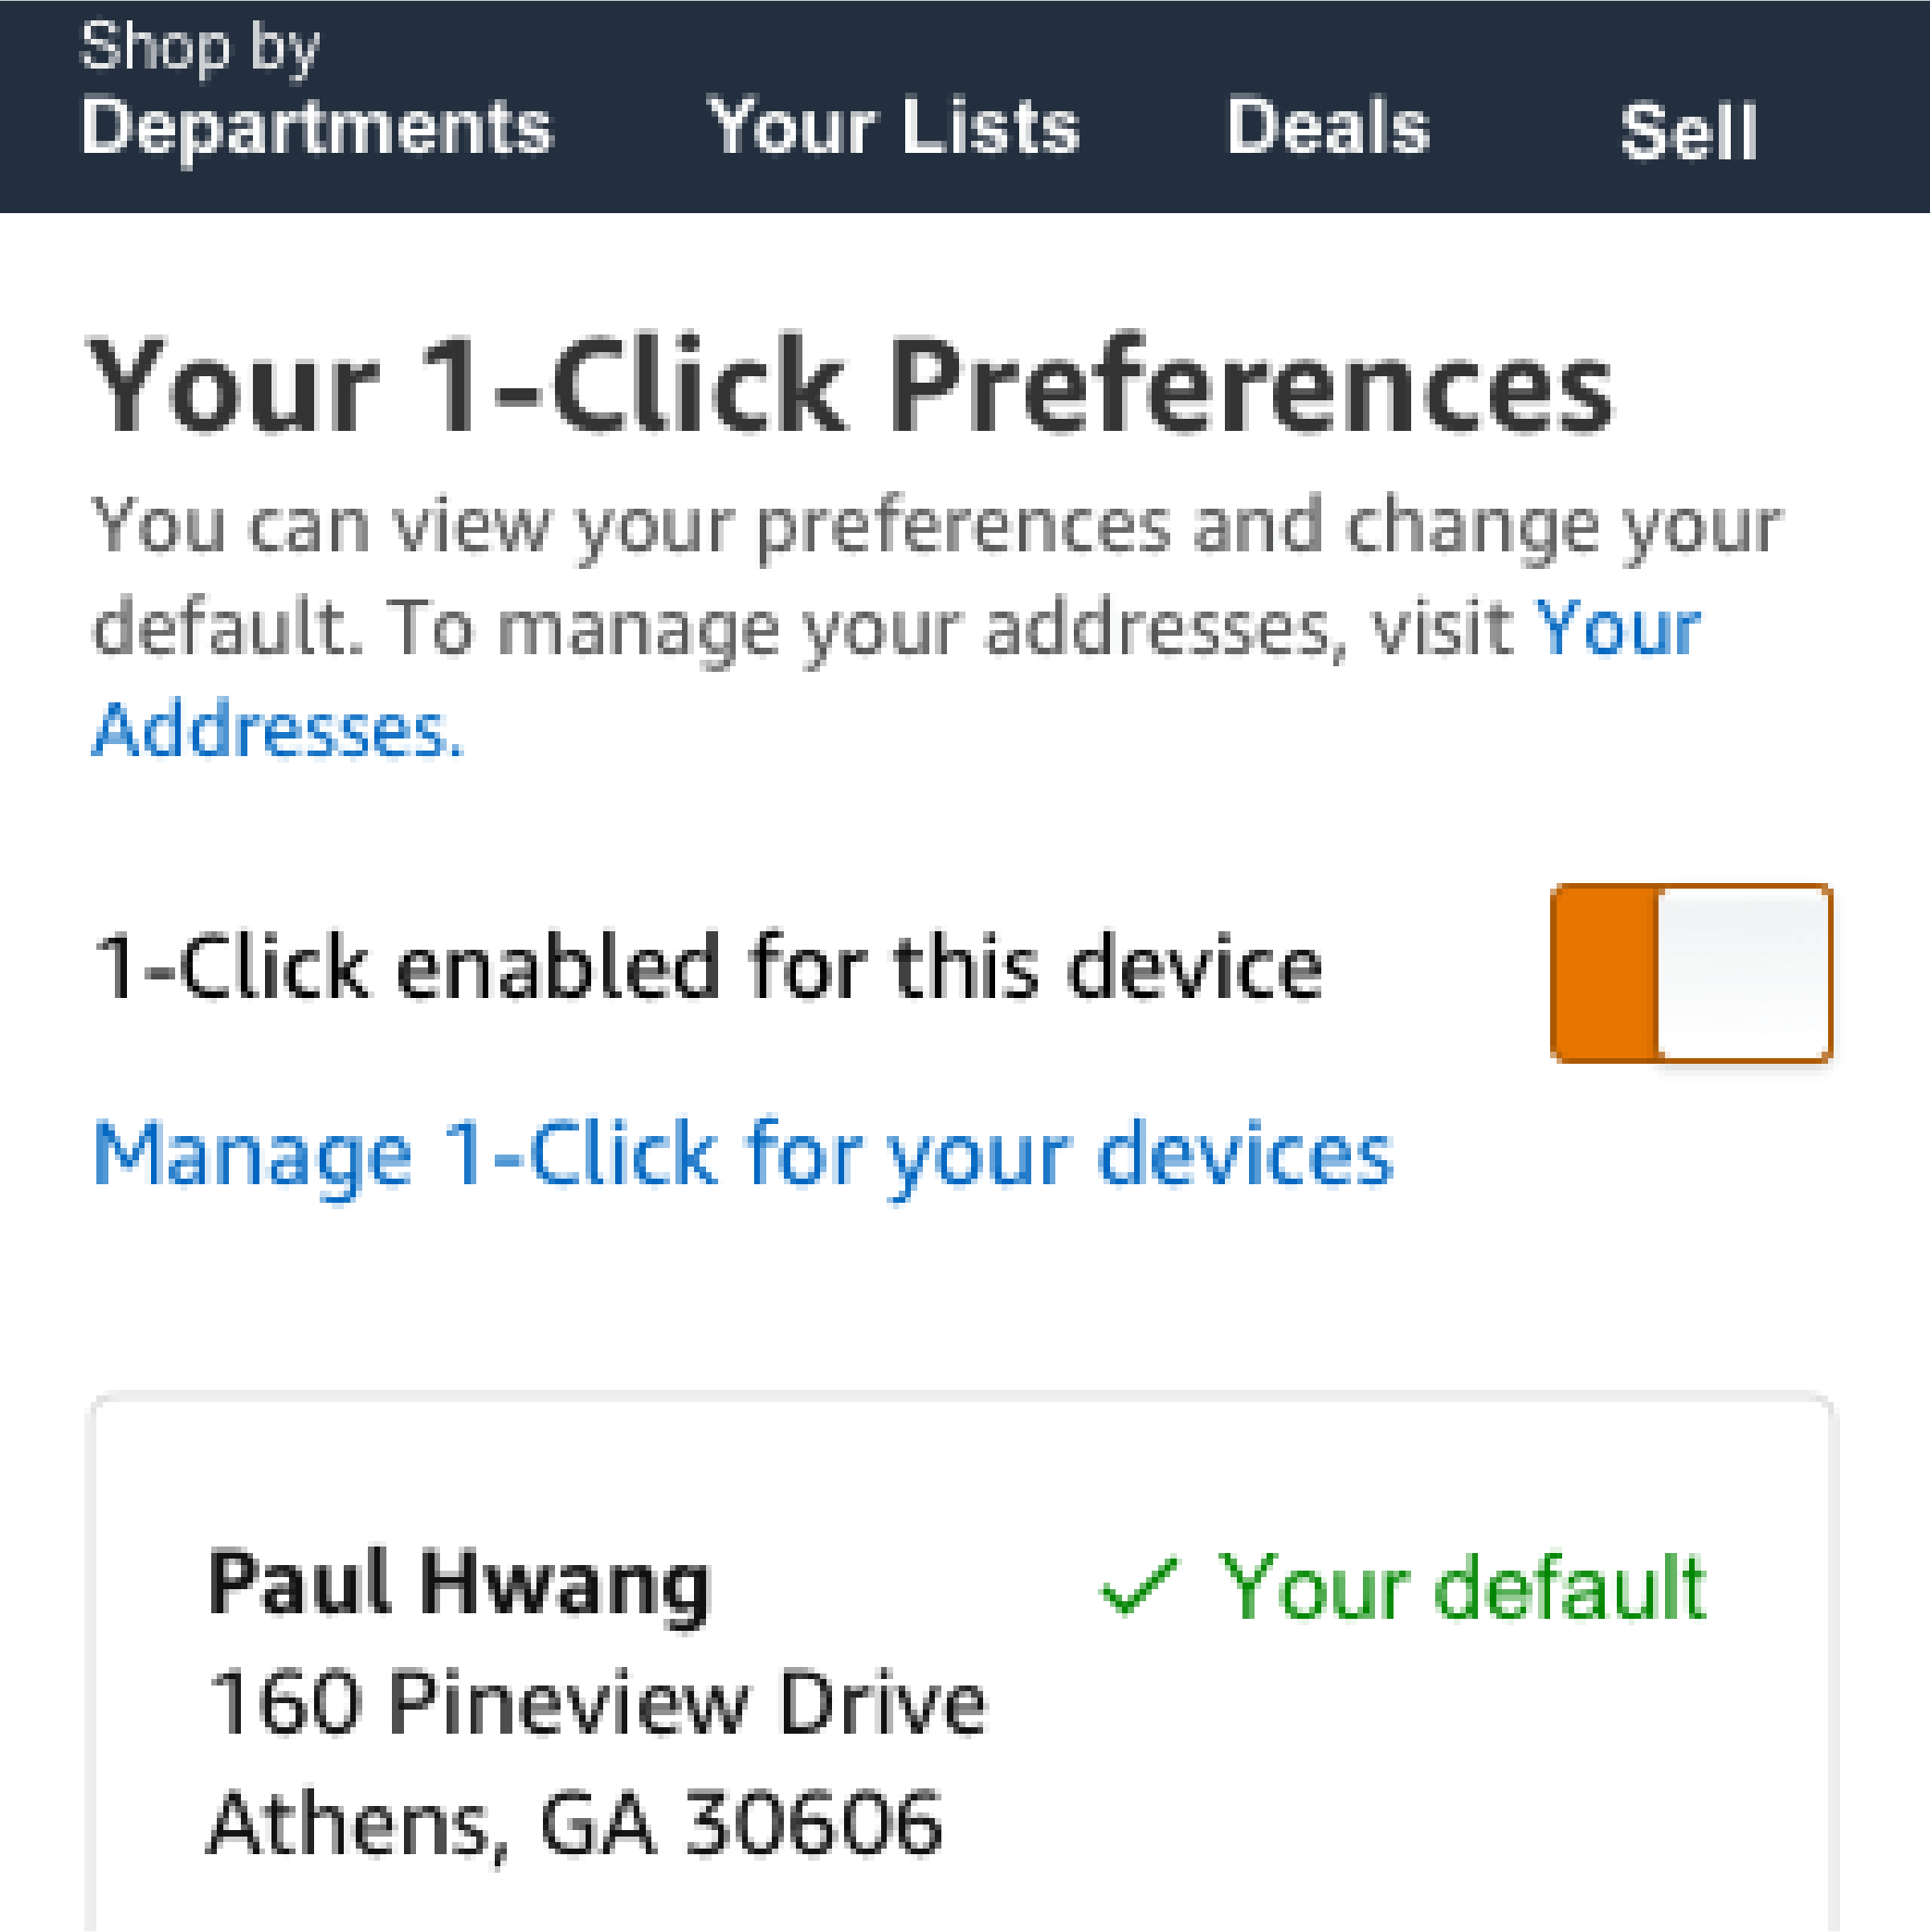 Shop by
Departments Your Lists Deals Sell
Your 1-Click Preferences
You can view your preferences and change your
default. To manage your addresses, visit Your
Addresses.
1-Click enabled for this device
Manage 1-Click for your devices
Paul Hwang ✓ Your default
160 Pineview Drive
Athens, GA 30606